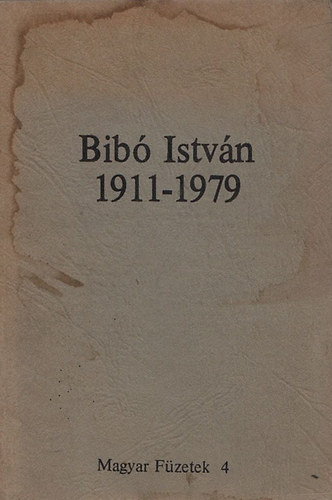 Bibó István
1911-1979
Magyar Füzetek 4